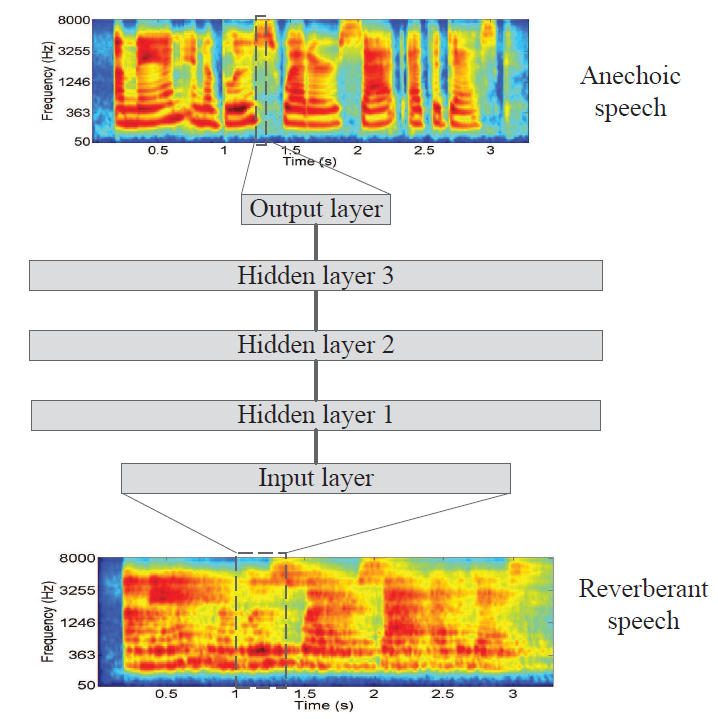 8000
3255
1246
363
50
Frequency (Hz)
0.5 1 1.5 2 2.5 3
Time (s)
Anechoic
speech
Output layer
Hidden layer 3
Hidden layer 2
Hidden layer 1
Input layer
8000
3255
1246
363
50
Frequency (Hz)
0.5 1 1.5 2 2.5 3
Time (s)
Reverberant
speech